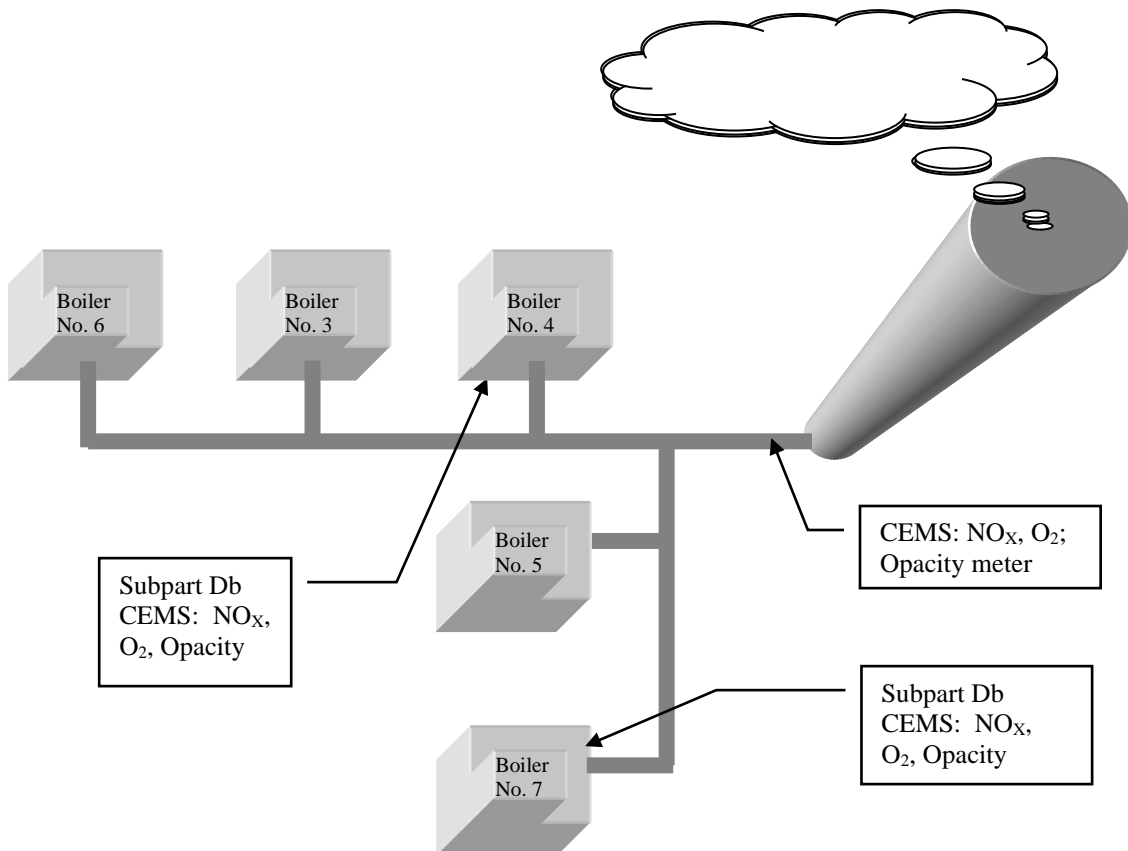 Boiler
No. 6
Boiler
No. 3
Boiler
No. 4
Boiler
No. 5
CEMS: NOₓ, O₂;
Opacity meter
Subpart Db
CEMS: NOₓ,
O₂, Opacity
Subpart Db
CEMS: NOₓ,
O₂, Opacity
Boiler
No. 7